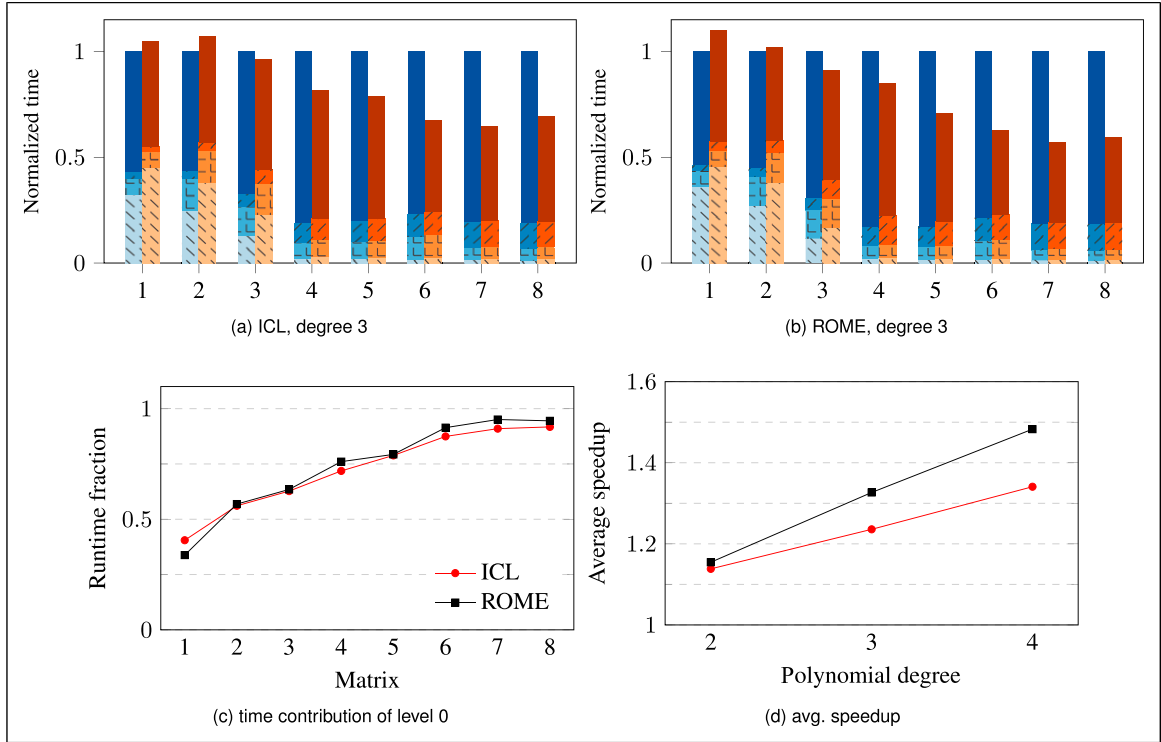 Normalized time
1
0.5
0
1 2 3 4 5 6 7 8
(a) ICL, degree 3
Normalized time
1
0.5
0
1 2 3 4 5 6 7 8
(b) ROME, degree 3
Runtime fraction
1
0.5
0
ICL
ROME
1 2 3 4 5 6 7 8
Matrix
(c) time contribution of level 0
Average speedup
1.6
1.4
1.2
1
2 3 4
Polynomial degree
(d) avg. speedup